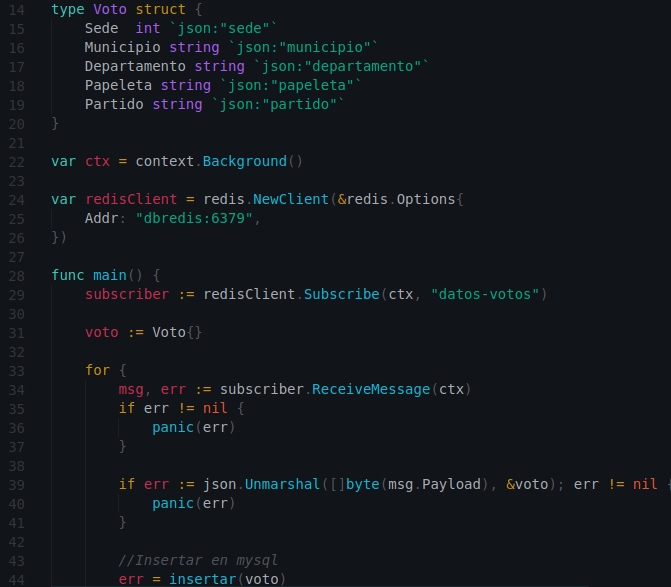 14 type Voto struct {
15     Sede  int `json:"sede"`
16     Municipio string `json:"municipio"`
17     Departamento string `json:"departamento"`
18     Papeleta string `json:"papeleta"`
19     Partido string `json:"partido"`
20 }
21
22 var ctx = context.Background()
23
24 var redisClient = redis.NewClient(&redis.Options{
25     Addr: "dbredis:6379",
26 })
27
28 func main() {
29     subscriber := redisClient.Subscribe(ctx, "datos-votos")
30
31     voto := Voto{}
32
33     for {
34         msg, err := subscriber.ReceiveMessage(ctx)
35         if err != nil {
36             panic(err)
37         }
38
39         if err := json.Unmarshal([]byte(msg.Payload), &voto); err != nil {
40             panic(err)
41         }
42
43         //Insertar en mysql
44         err = insertar(voto)